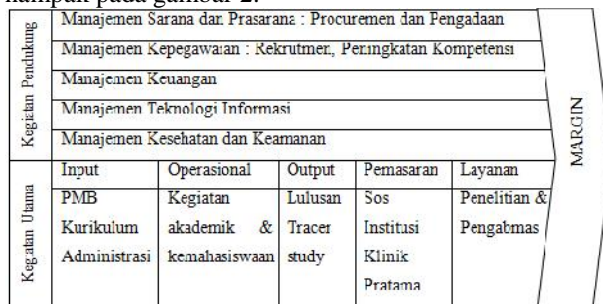 nampak pada gambar 2.
Kegiatan Pendukung
Manajemen Sarana dan Prasarana : Procuremen dan Pengadaan
Manajemen Kepegawaian : Rekrutmen, Peningkatan Kompetensi
Manajemen Keuangan
Manajemen Teknologi Informasi
Manajemen Kesehatan dan Keamanan
MARGIN
Kegiatan Utama
Input Operasional Output Pemasaran Layanan
PMB Kegiatan Lulusan Sos Penelitian &
Kurikulum akademik & Tracer Institusi Pengabmas
Administrasi kemahasiswaan study Klinik
Pratama